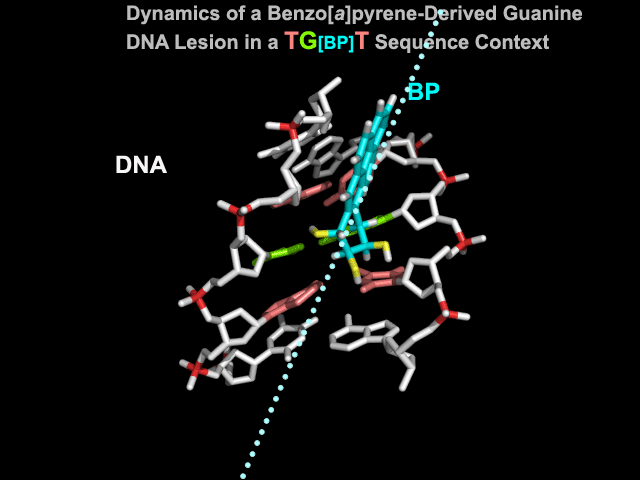 Dynamics of a Benzo[a]pyrene-Derived Guanine
DNA Lesion in a TG[BP]T Sequence Context
BP
DNA